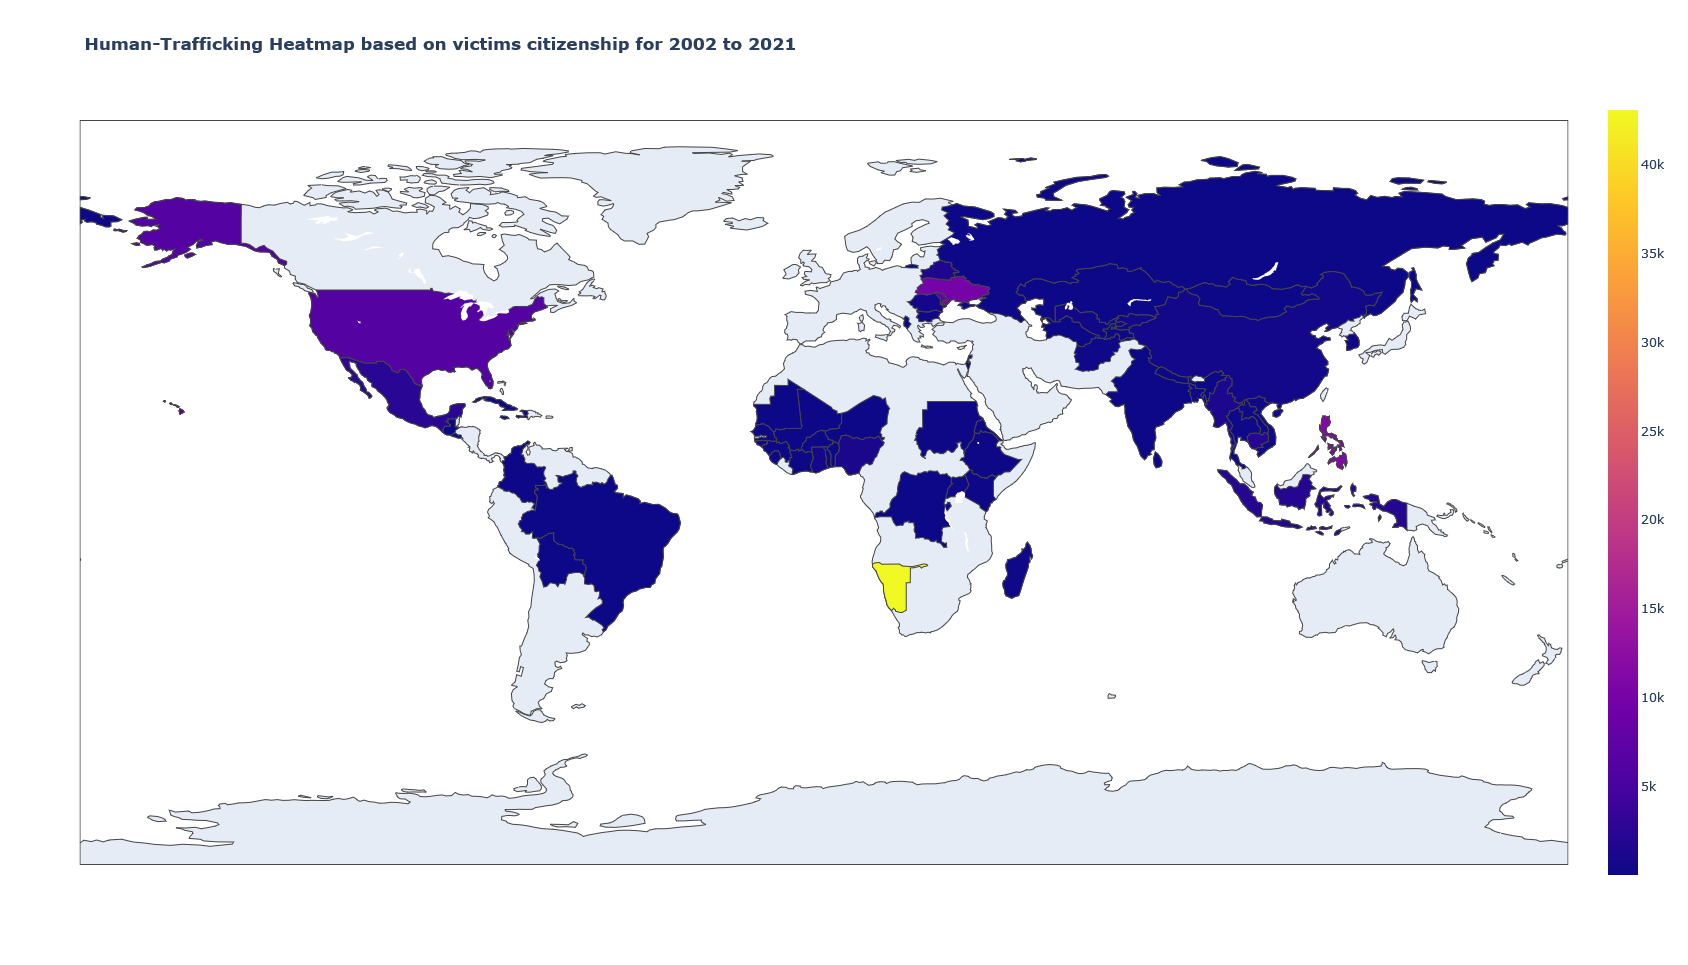 Human-Trafficking Heatmap based on victims citizenship for 2002 to 2021
40k
35k
30k
25k
20k
15k
10k
5k